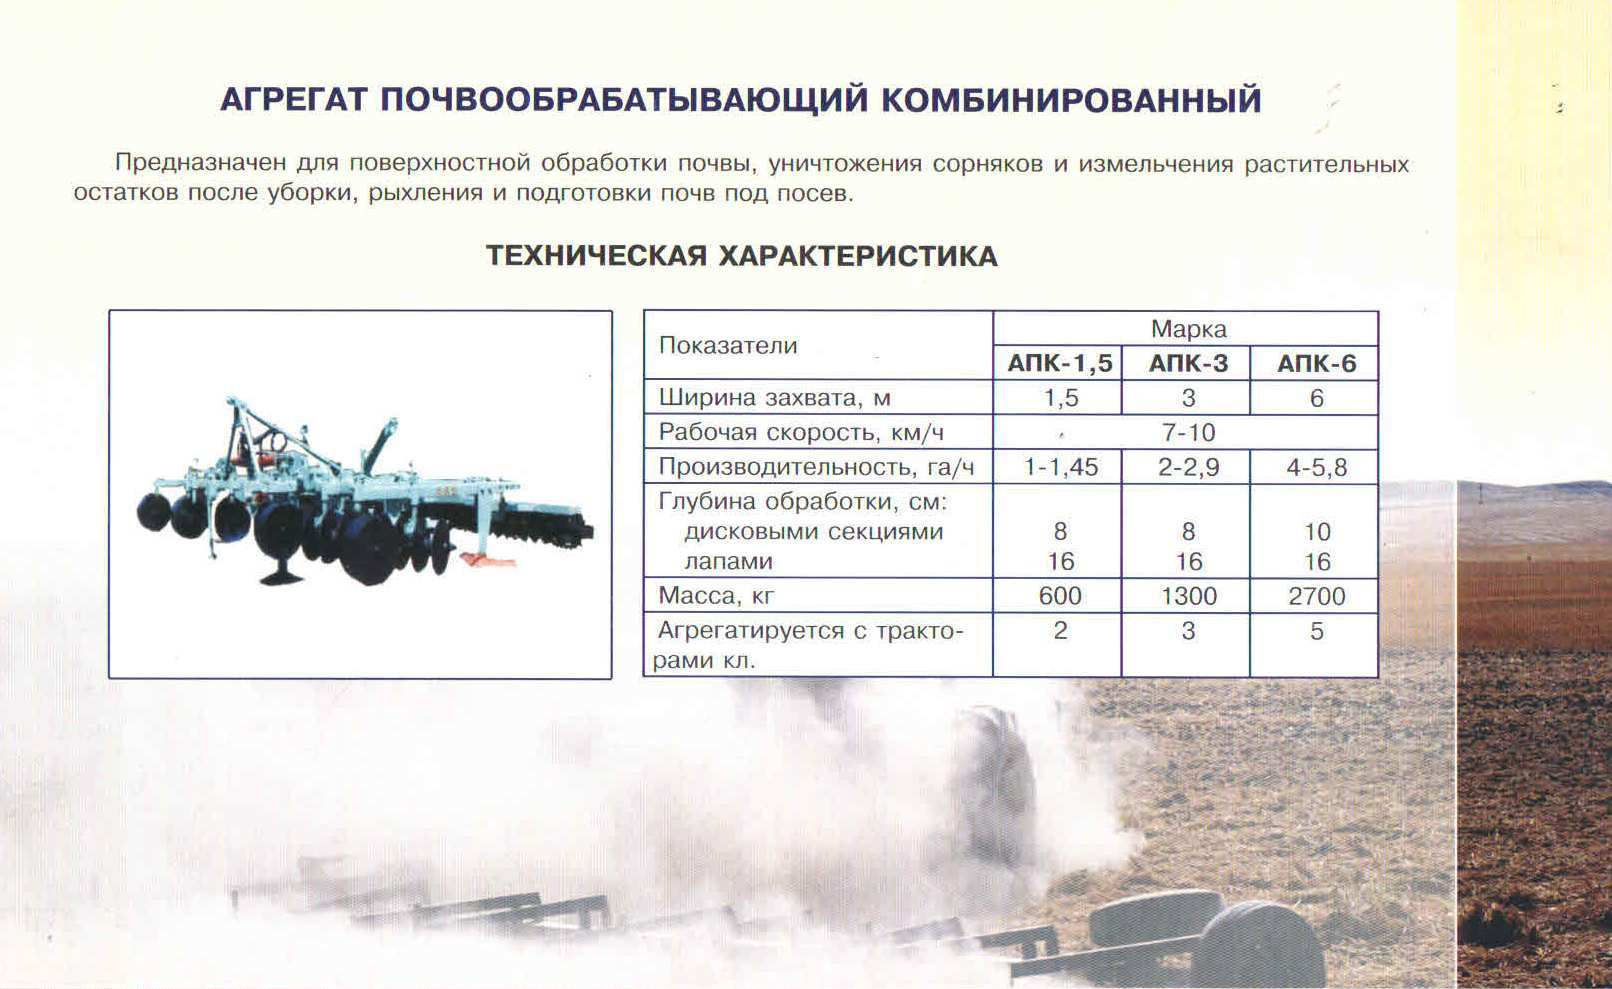 АГРЕГАТ ПОЧВООБРАБАТЫВАЮЩИЙ КОМБИНИРОВАННЫЙ
Предназначен для поверхностной обработки почвы, уничтожения сорняков и измельчения растительных
остатков после уборки, рыхления и подготовки почв под посев.
ТЕХНИЧЕСКАЯ ХАРАКТЕРИСТИКА
Показатели Марка
АПК-1,5 АПК-3 АПК-6
Ширина захвата, м 1,5 3 6
Рабочая скорость, км/ч 7-10
Производительность, га/ч 1-1,45 2-2,9 4-5,8
Глубина обработки, см:
дисковыми секциями 8 8 10
лапами 16 16 16
Масса, кг 600 1300 2700
Агрегатируется с тракто- 2 3 5
рами кл.